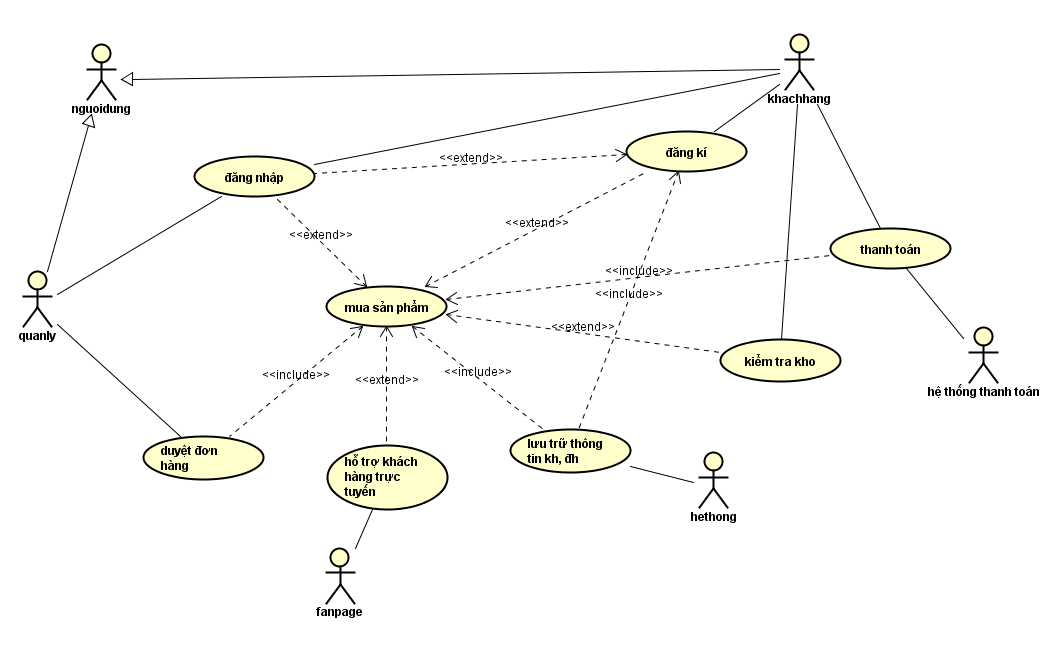 nguoidung
khachhang
đăng kí
<<extend>>
đăng nhập
<<extend>>
<<extend>>
thanh toán
<<include>>
<<include>>
mua sản phẩm
<<extend>>
quanly
kiểm tra kho
<<include>>
<<extend>>
<<include>>
hệ thống thanh toán
duyệt đơn
hàng
hỗ trợ khách
hàng trực
tuyến
lưu trữ thông
tin kh, đh
hethong
fanpage